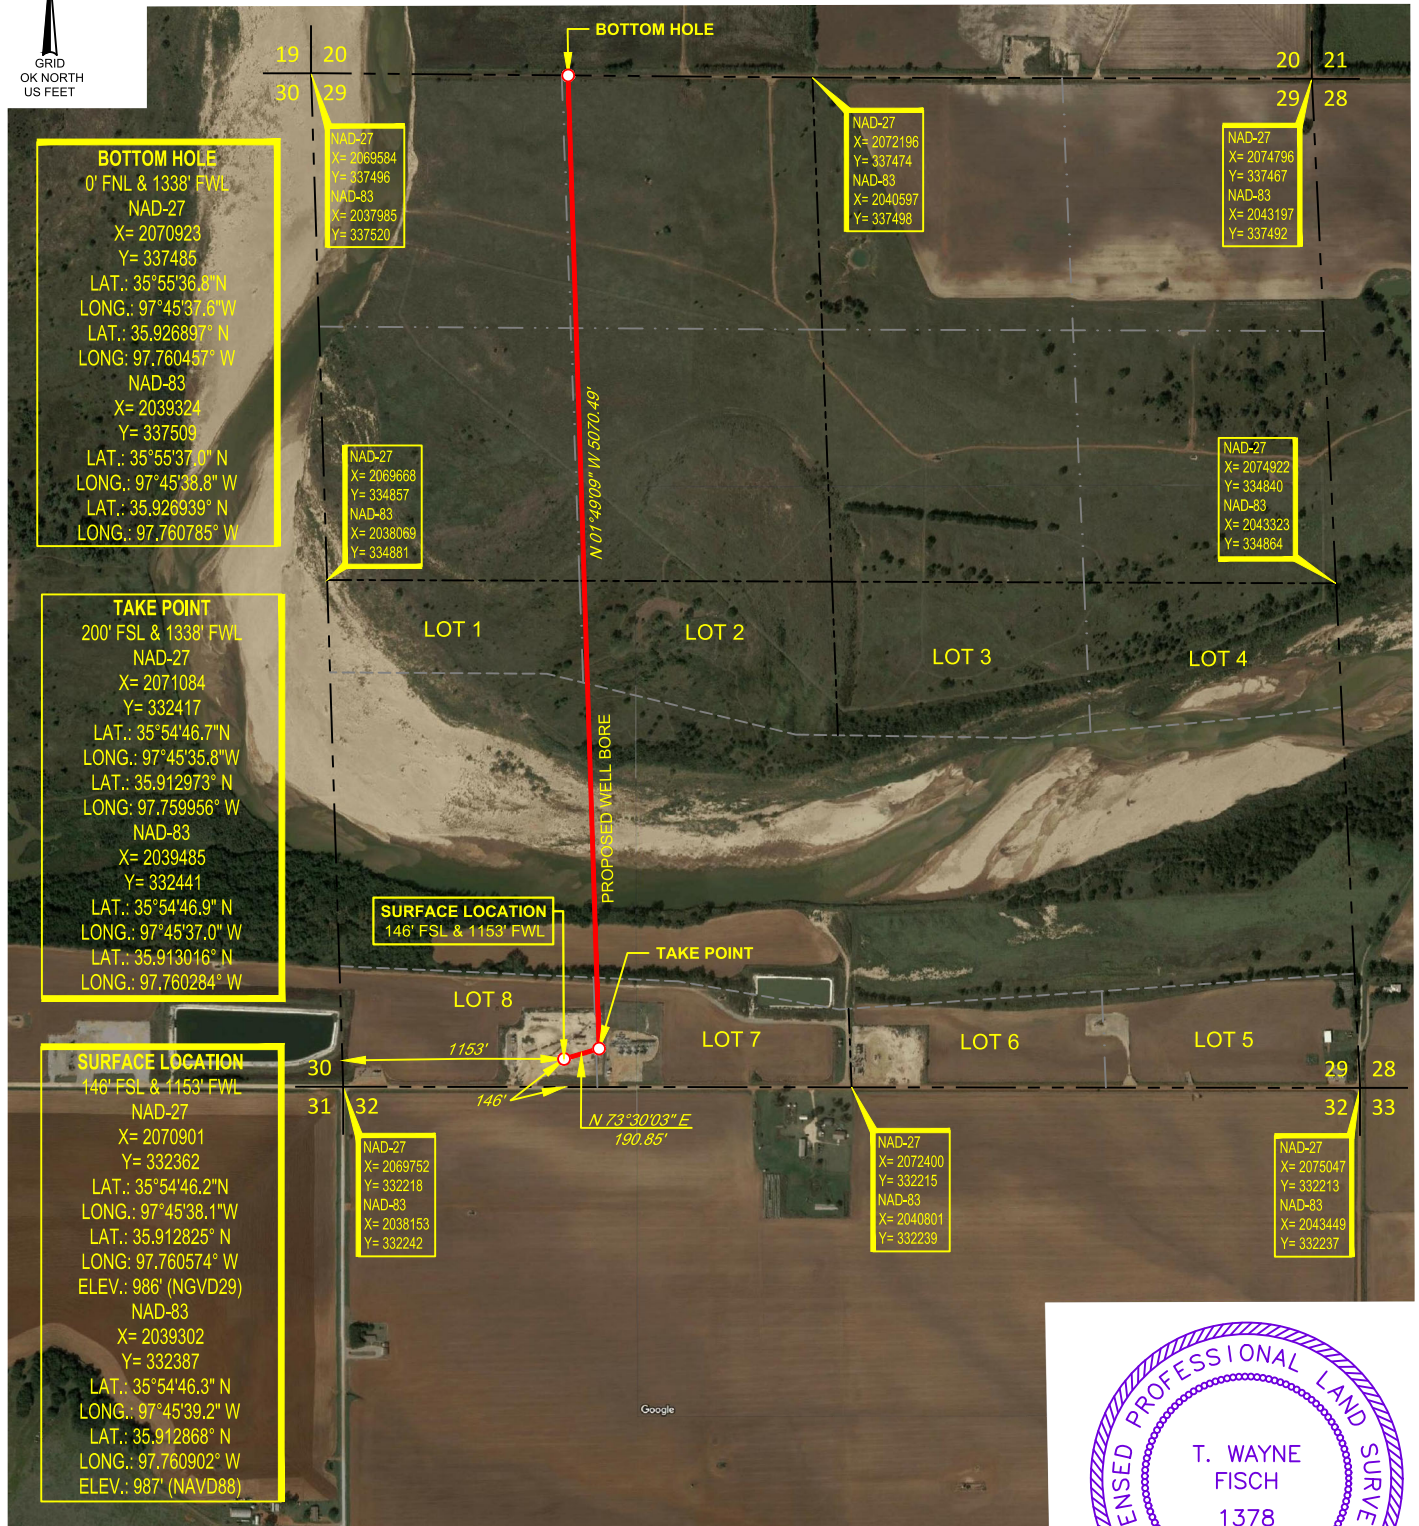 GRID
OK NORTH
US FEET
BOTTOM HOLE
19 20
30 29
20 21
29 28
NAD-27
X= 2069584
Y= 337496
NAD-83
X= 2037985
Y= 337520
NAD-27
X= 2072196
Y= 337474
NAD-83
X= 2040597
Y= 337498
NAD-27
X= 2074796
Y= 337467
NAD-83
X= 2043197
Y= 337492
BOTTOM HOLE
0' FNL & 1338' FWL
NAD-27
X= 2070923
Y= 337485
LAT.: 35°55'36.8"N
LONG.: 97°45'37.6"W
LAT.: 35.926897° N
LONG: 97.760457° W
NAD-83
X= 2039324
Y= 337509
LAT.: 35°55'37.0" N
LONG.: 97°45'38.8" W
LAT.: 35.926939° N
LONG.: 97.760785° W
N 01°49'09" W 5070.49'
NAD-27
X= 2069668
Y= 334857
NAD-83
X= 2038069
Y= 334881
NAD-27
X= 2074922
Y= 334840
NAD-83
X= 2043323
Y= 334864
LOT 1
LOT 2
LOT 3
LOT 4
TAKE POINT
200' FSL & 1338' FWL
NAD-27
X= 2071084
Y= 332417
LAT.: 35°54'46.7"N
LONG.: 97°45'35.8"W
LAT.: 35.912973° N
LONG: 97.759956° W
NAD-83
X= 2039485
Y= 332441
LAT.: 35°54'46.9" N
LONG.: 97°45'37.0" W
LAT.: 35.913016° N
LONG.: 97.760284° W
PROPOSED WELL BORE
SURFACE LOCATION
146' FSL & 1153' FWL
TAKE POINT
LOT 8
LOT 7
LOT 6
LOT 5
1153'
146'
N 73°30'03" E
190.85'
30
31 32
29 28
32 33
SURFACE LOCATION
146' FSL & 1153' FWL
NAD-27
X= 2070901
Y= 332362
LAT.: 35°54'46.2"N
LONG.: 97°45'38.1"W
LAT.: 35.912825° N
LONG: 97.760574° W
ELEV.: 986' (NGVD29)
NAD-83
X= 2039302
Y= 332387
LAT.: 35°54'46.3" N
LONG.: 97°45'39.2" W
LAT.: 35.912868° N
LONG.: 97.760902° W
ELEV.: 987' (NAVD88)
NAD-27
X= 2069752
Y= 332218
NAD-83
X= 2038153
Y= 332242
NAD-27
X= 2072400
Y= 332215
NAD-83
X= 2040801
Y= 332239
NAD-27
X= 2075047
Y= 332213
NAD-83
X= 2043449
Y= 332237
Google
ENSED PROFESSIONAL LAND SURVE
T. WAYNE
FISCH
1378